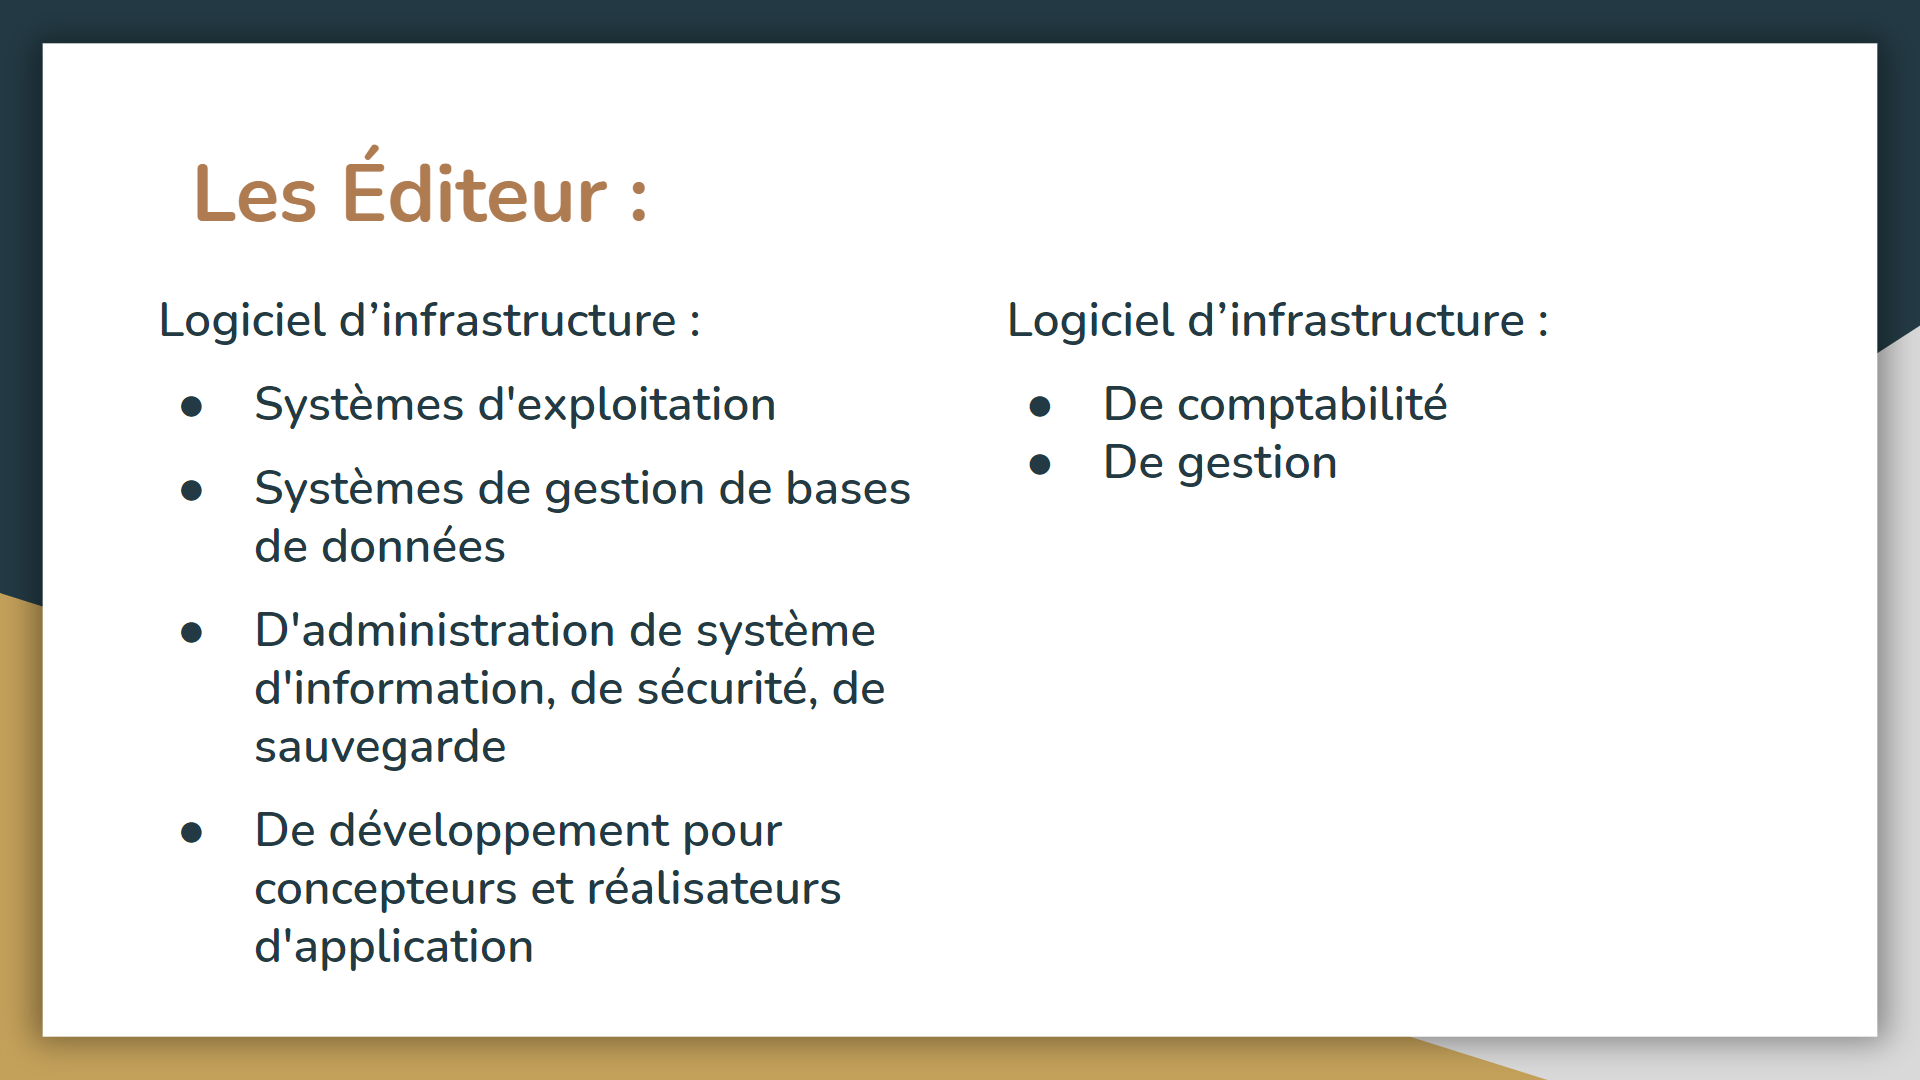 Les Éditeur :
Logiciel d’infrastructure :
● Systèmes d'exploitation
● Systèmes de gestion de bases
de données
● D'administration de système
d'information, de sécurité, de
sauvegarde
● De développement pour
concepteurs et réalisateurs
d'application
Logiciel d’infrastructure :
● De comptabilité
● De gestion